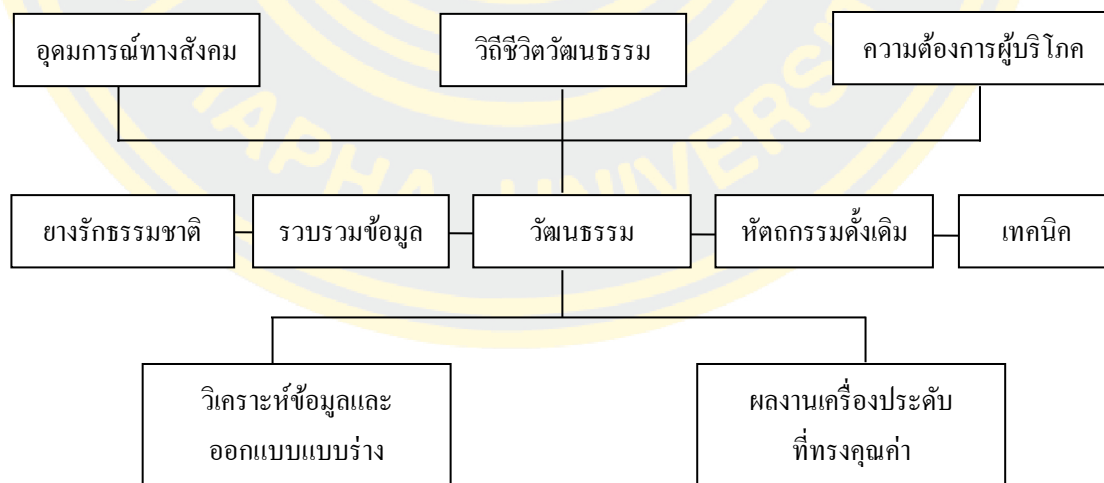 อุดมการณ์ทางสังคม
วิถีชีวิตวัฒนธรรม
ความต้องการผู้บริโภค
ยางรักธรรมชาติ
รวบรวมข้อมูล
วัฒนธรรม
หัตถกรรมดั้งเดิม
เทคนิค
วิเคราะห์ข้อมูลและ
ออกแบบแบบร่าง
ผลงานเครื่องประดับ
ที่ทรงคุณค่า
APHA UNIVERS